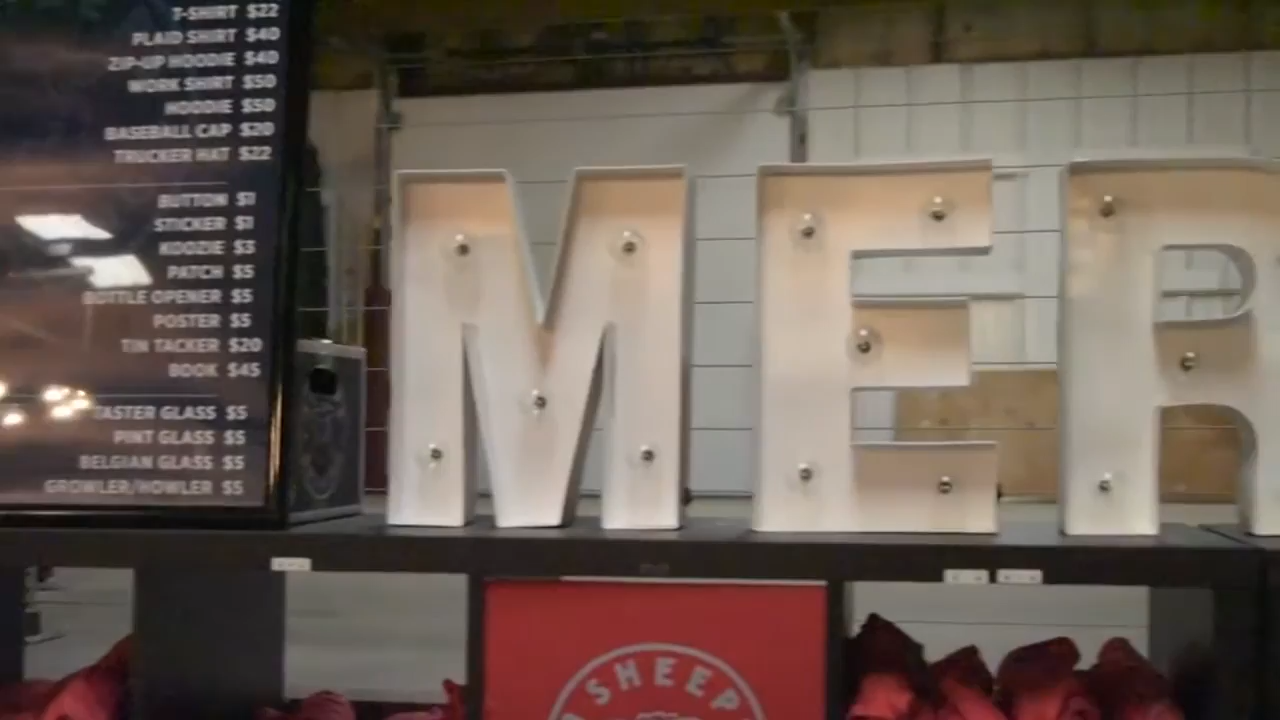 T-SHIRT $22
PLAID SHIRT $40
ZIP-UP HOODIE $40
WORK SHIRT $50
HOODIE $50
BASEBALL CAP $20
TRUCKER HAT $22
BUTTON $1
STICKER $1
KOOZIE $3
PATCH $5
BOTTLE OPENER $5
POSTER $5
TIN TACKER $20
BOOK $45
TASTER GLASS $5
PINT GLASS $5
BELGIAN GLASS $5
GROWLER/HOWLER $5
MER
SHEEP